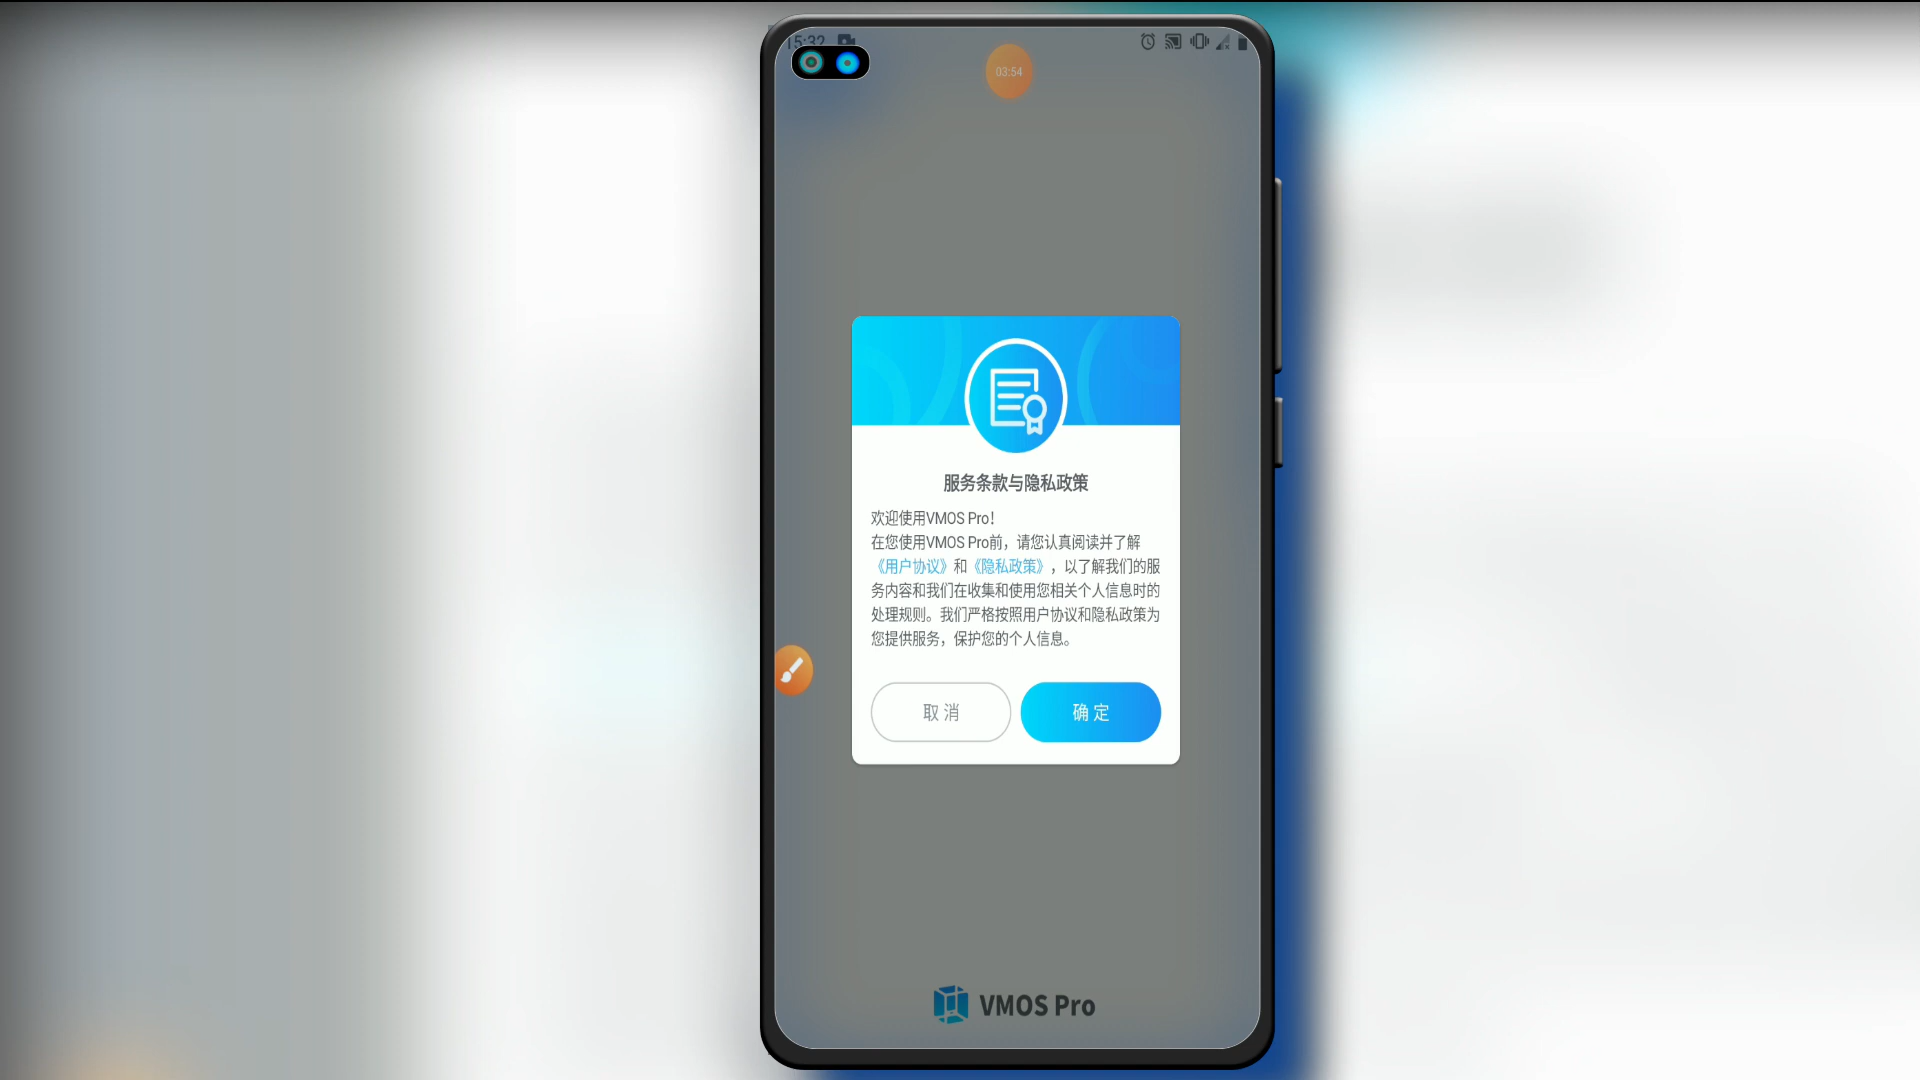 15:32
03:54
服务条款与隐私政策
欢迎使用VMOS Pro！
在您使用VMOS Pro前，请您认真阅读并了解
《用户协议》和《隐私政策》，以了解我们的服
务内容和我们在收集和使用您相关个人信息时的
处理规则。我们严格按照用户协议和隐私政策为
您提供服务，保护您的个人信息。
取 消
确 定
VMOS Pro